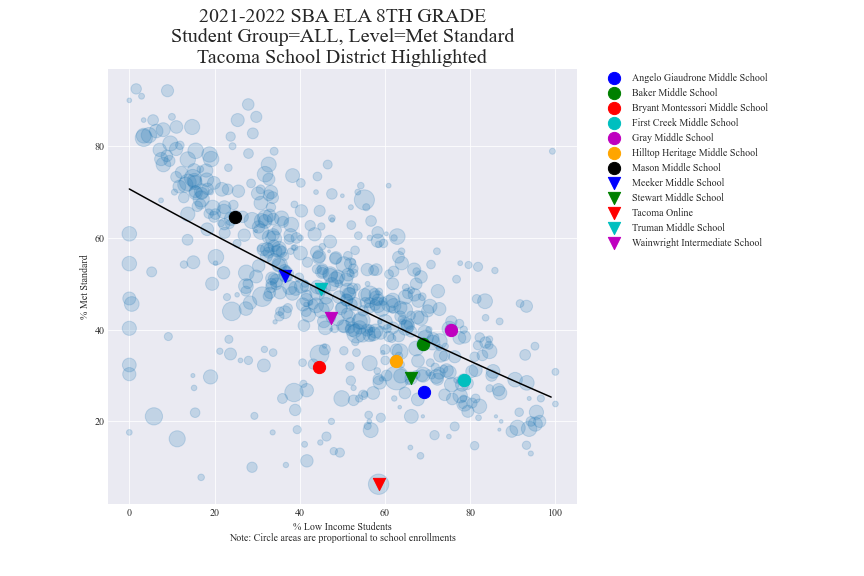 2021-2022 SBA ELA 8TH GRADE
Student Group=ALL, Level=Met Standard
Tacoma School District Highlighted
Angelo Giaudrone Middle School
Baker Middle School
Bryant Montessori Middle School
First Creek Middle School
Gray Middle School
Hilltop Heritage Middle School
Mason Middle School
Meeker Middle School
Stewart Middle School
Tacoma Online
Truman Middle School
Wainwright Intermediate School
% Met Standard
80
60
40
20
0 20 40 60 80 100
% Low Income Students
Note: Circle areas are proportional to school enrollments